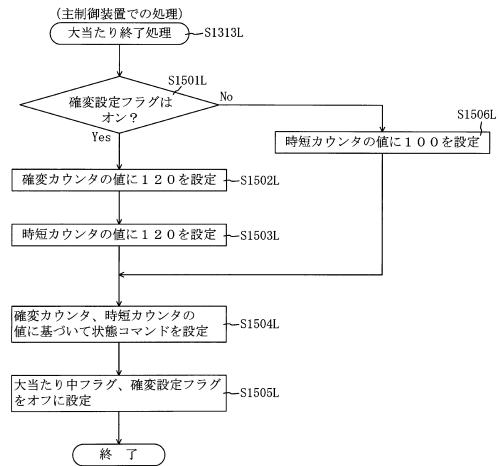 (主制御装置での処理)
大当たり終了処理
S1313L
S1501L
確変設定フラグは
オン？
No
Yes
S1506L
時短カウンタの値に１００を設定
確変カウンタの値に１２０を設定
S1502L
時短カウンタの値に１２０を設定
S1503L
確変カウンタ、時短カウンタの
値に基づいて状態コマンドを設定
S1504L
大当たり中フラグ、確変設定フラグ
をオフに設定
S1505L
終 了